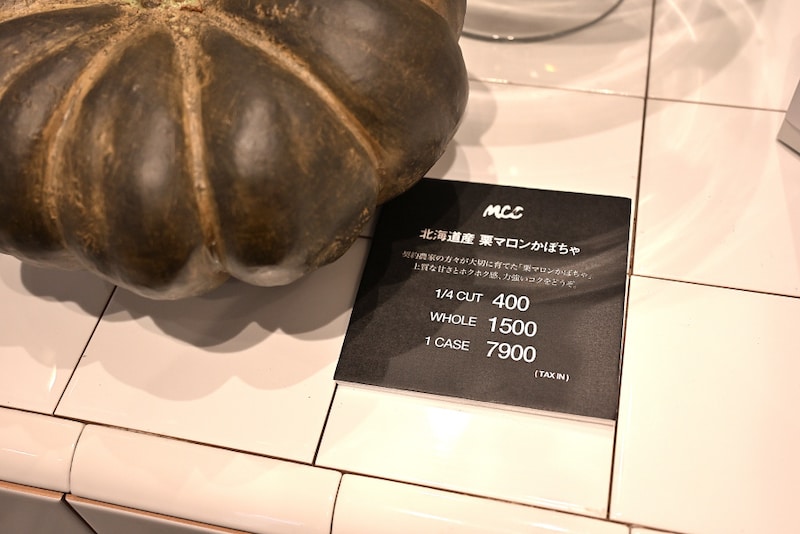 MCC
北海道産 栗マロンかぼちゃ
契約農家の方々が大切に育てた「栗マロンかぼちゃ」
上質な甘さとホクホク感、力強いコクをどうぞ。
1/4 CUT 400
WHOLE 1500
1 CASE 7900
(TAX IN)